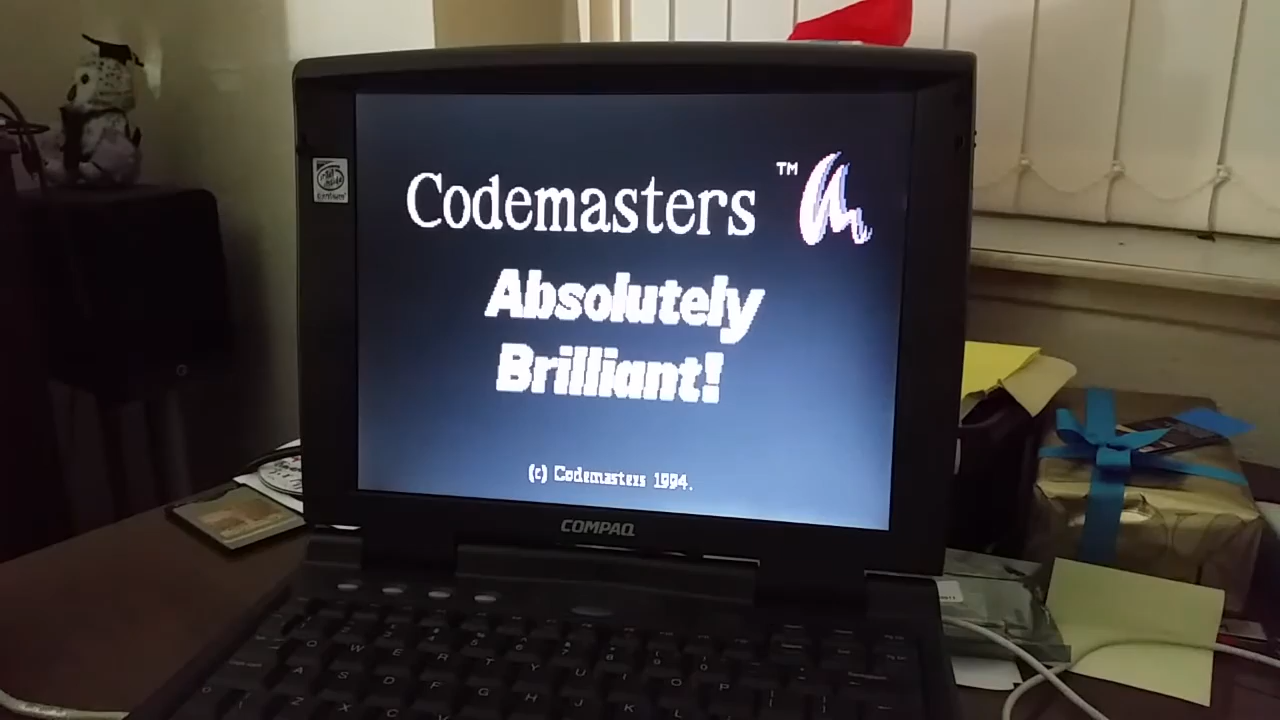 Codemasters ™
Absolutely
Brilliant!
(c) Codemasters 1994.
COMPAQ
Q W E R T Y U I O P
A S D F G H J K L
Z X C V